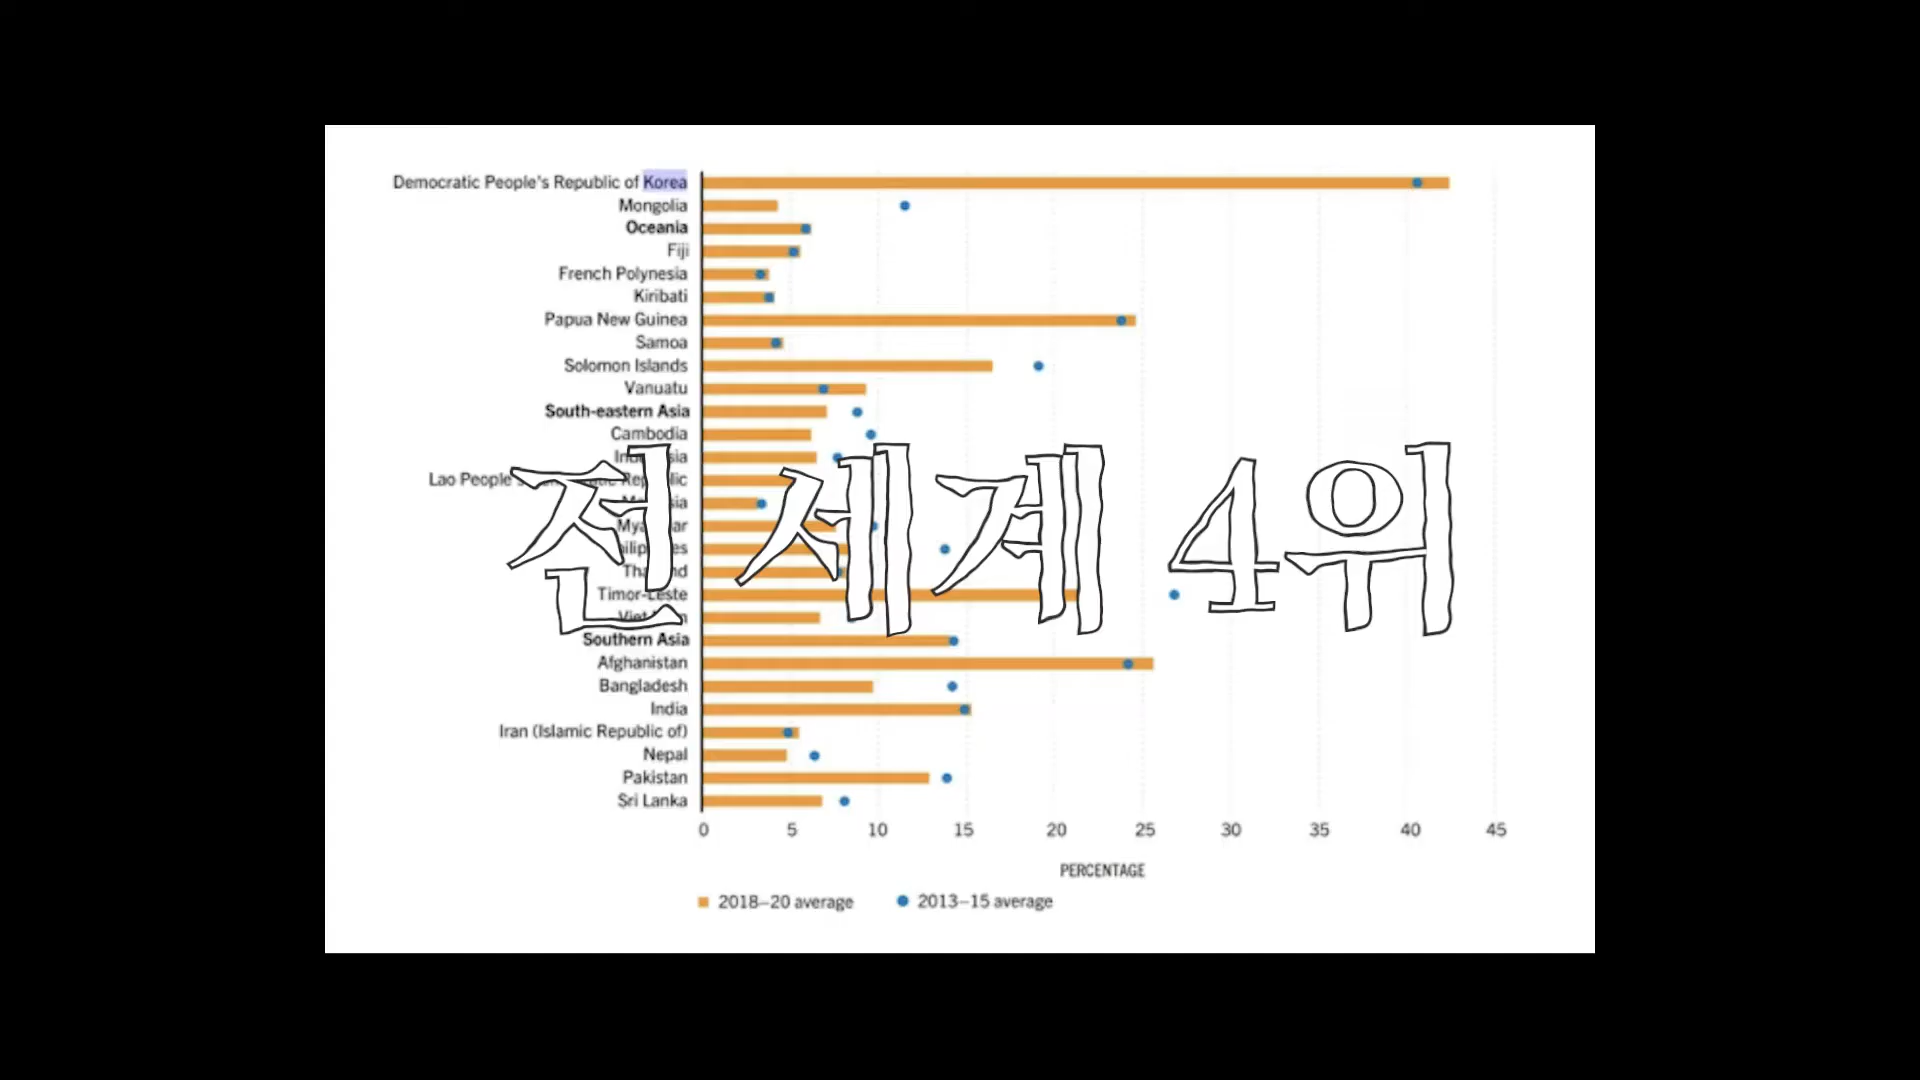 Democratic People's Republic of Korea
Mongolia
Oceania
Fiji
French Polynesia
Kiribati
Papua New Guinea
Samoa
Solomon Islands
Vanuatu
South-eastern Asia
Cambodia
Lao People's
전 세계 4위
Timor-Leste
Southern Asia
Afghanistan
Bangladesh
India
Iran (Islamic Republic of)
Nepal
Pakistan
Sri Lanka
0 5 10 15 20 25 30 35 40 45
PERCENTAGE
2018–20 average 2013–15 average